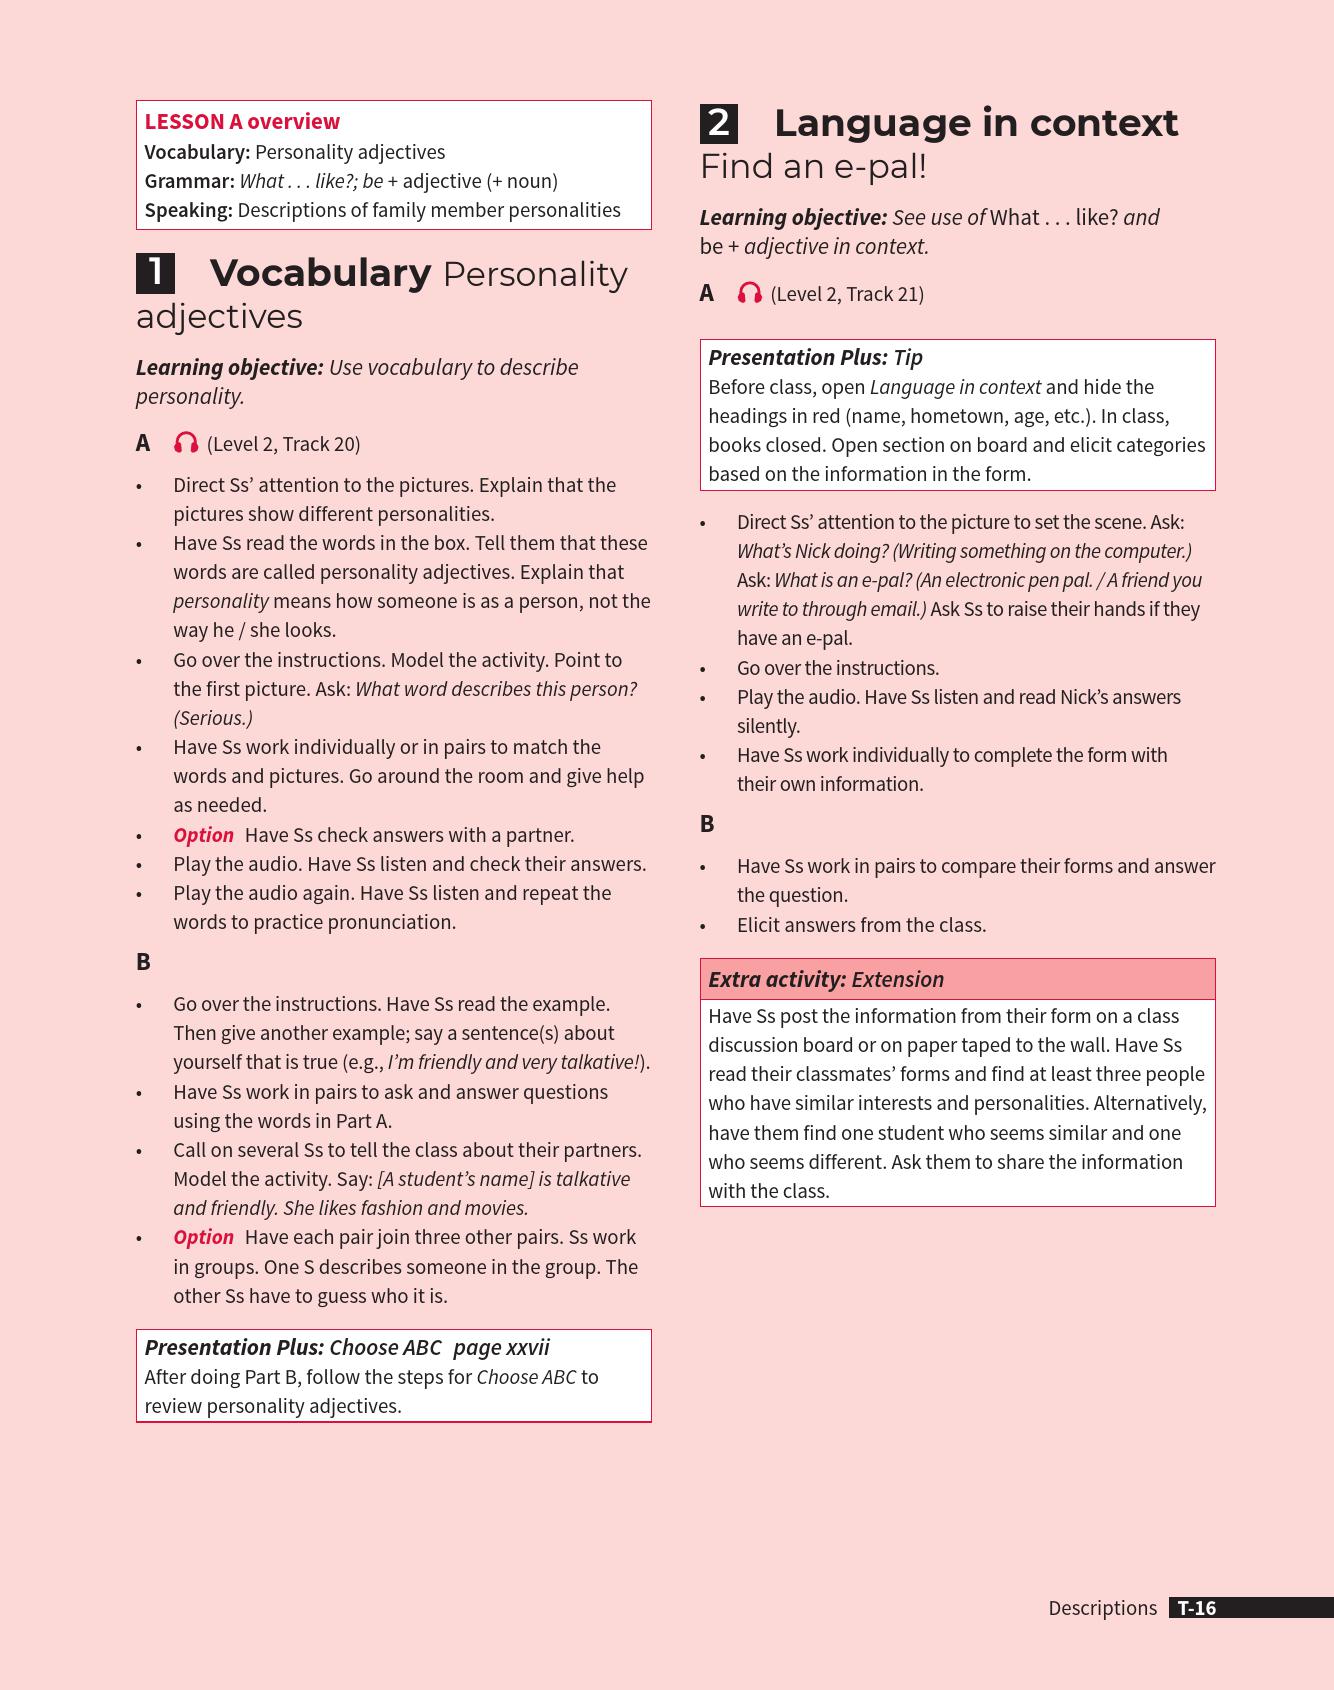 LESSON A overview
Vocabulary: Personality adjectives
Grammar: What . . . like?; be + adjective (+ noun)
Speaking: Descriptions of family member personalities
1 Vocabulary Personality
adjectives
Learning objective: Use vocabulary to describe
personality.
A (Level 2, Track 20)
• Direct Ss’ attention to the pictures. Explain that the
pictures show different personalities.
• Have Ss read the words in the box. Tell them that these
words are called personality adjectives. Explain that
personality means how someone is as a person, not the
way he / she looks.
• Go over the instructions. Model the activity. Point to
the first picture. Ask: What word describes this person?
(Serious.)
• Have Ss work individually or in pairs to match the
words and pictures. Go around the room and give help
as needed.
• Option Have Ss check answers with a partner.
• Play the audio. Have Ss listen and check their answers.
• Play the audio again. Have Ss listen and repeat the
words to practice pronunciation.
B
• Go over the instructions. Have Ss read the example.
Then give another example; say a sentence(s) about
yourself that is true (e.g., I’m friendly and very talkative!).
• Have Ss work in pairs to ask and answer questions
using the words in Part A.
• Call on several Ss to tell the class about their partners.
Model the activity. Say: [A student’s name] is talkative
and friendly. She likes fashion and movies.
• Option Have each pair join three other pairs. Ss work
in groups. One S describes someone in the group. The
other Ss have to guess who it is.
Presentation Plus: Choose ABC page xxvii
After doing Part B, follow the steps for Choose ABC to
review personality adjectives.
2 Language in context
Find an e-pal!
Learning objective: See use of What . . . like? and
be + adjective in context.
A (Level 2, Track 21)
Presentation Plus: Tip
Before class, open Language in context and hide the
headings in red (name, hometown, age, etc.). In class,
books closed. Open section on board and elicit categories
based on the information in the form.
• Direct Ss’ attention to the picture to set the scene. Ask:
What’s Nick doing? (Writing something on the computer.)
Ask: What is an e-pal? (An electronic pen pal. / A friend you
write to through email.) Ask Ss to raise their hands if they
have an e-pal.
• Go over the instructions.
• Play the audio. Have Ss listen and read Nick’s answers
silently.
• Have Ss work individually to complete the form with
their own information.
B
• Have Ss work in pairs to compare their forms and answer
the question.
• Elicit answers from the class.
Extra activity: Extension
Have Ss post the information from their form on a class
discussion board or on paper taped to the wall. Have Ss
read their classmates’ forms and find at least three people
who have similar interests and personalities. Alternatively,
have them find one student who seems similar and one
who seems different. Ask them to share the information
with the class.
Descriptions T-16